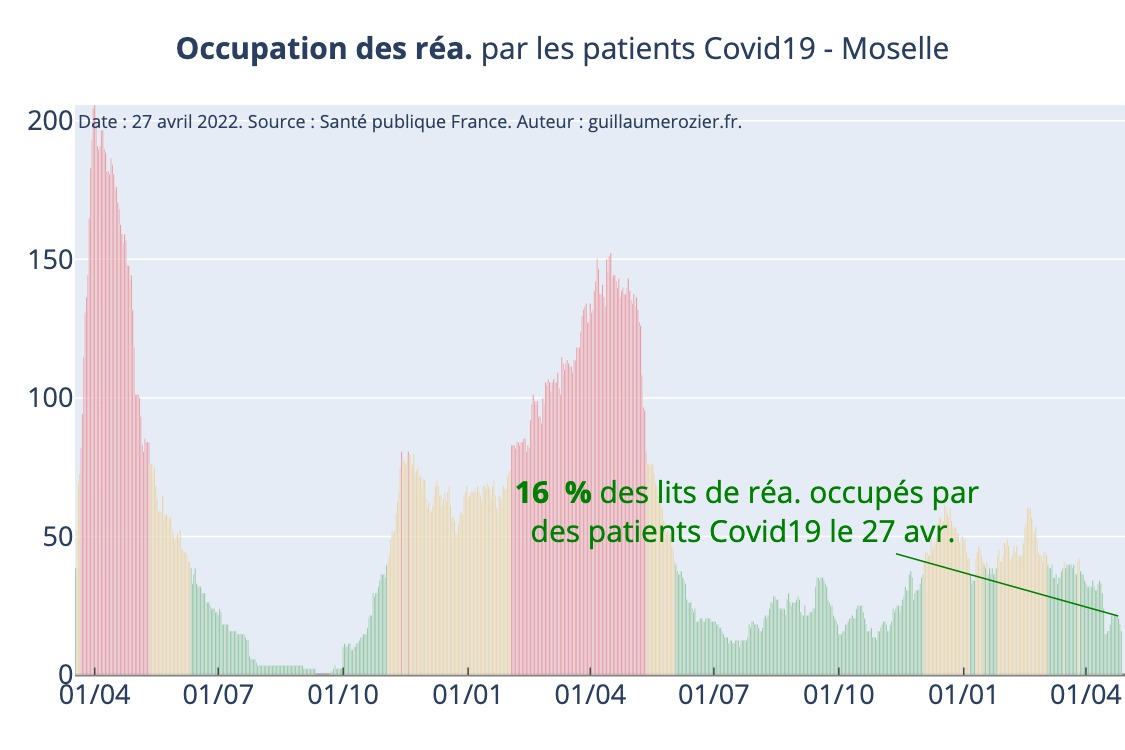 Occupation des réa. par les patients Covid19 - Moselle
200
Date : 27 avril 2022. Source : Santé publique France. Auteur : guillaumerozier.fr.
150
100
16 % des lits de réa. occupés par
des patients Covid19 le 27 avr.
50
0
01/04 01/07 01/10 01/01 01/04 01/07 01/10 01/01 01/04